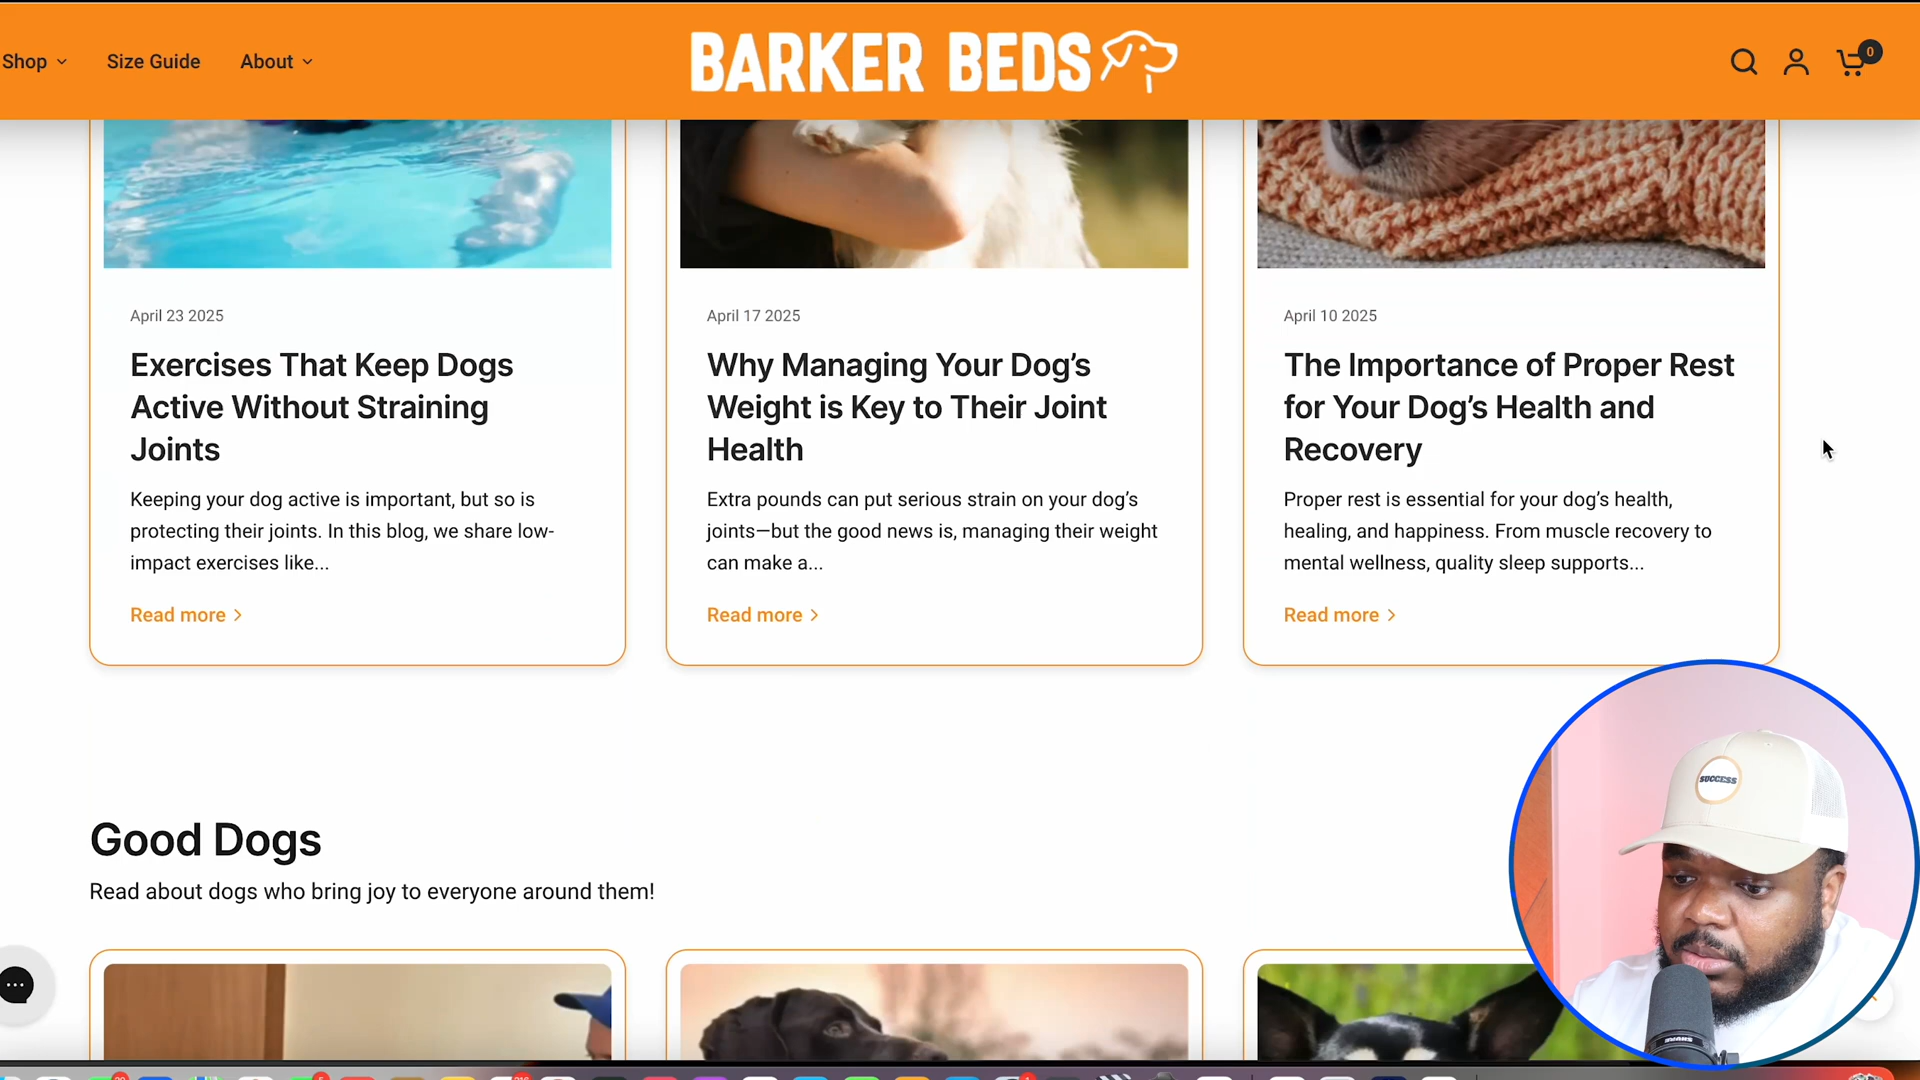 Shop
Size Guide
About
BARKER BEDS
0
April 23 2025
Exercises That Keep Dogs
Active Without Straining
Joints
Keeping your dog active is important, but so is
protecting their joints. In this blog, we share low-
impact exercises like...
Read more
April 17 2025
Why Managing Your Dog’s
Weight is Key to Their Joint
Health
Extra pounds can put serious strain on your dog’s
joints—but the good news is, managing their weight
can make a...
Read more
April 10 2025
The Importance of Proper Rest
for Your Dog’s Health and
Recovery
Proper rest is essential for your dog’s health,
healing, and happiness. From muscle recovery to
mental wellness, quality sleep supports...
Read more
SUCCESS
Good Dogs
Read about dogs who bring joy to everyone around them!